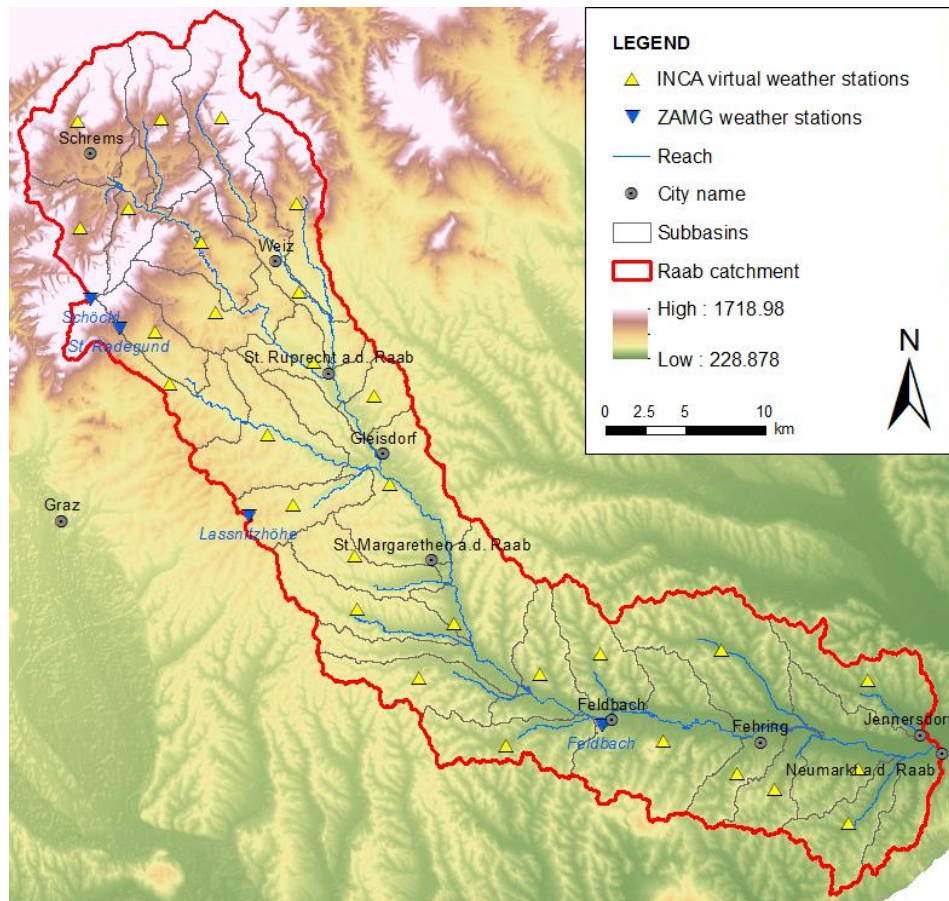 LEGEND
INCA virtual weather stations
ZAMG weather stations
Reach
City name
Subbasins
Raab catchment
High : 1718.98
Low : 228.878
N
0 2.5 5 10
km
Schrems
Weiz
Schöckl
St. Radegund
St. Ruprecht a.d. Raab
Gleisdorf
Graz
Lassnitzhöhe
St. Margarethen a.d. Raab
Feldbach
Feldbach
Fehring
Jennersdorf
Neumarkt a.d. Raab